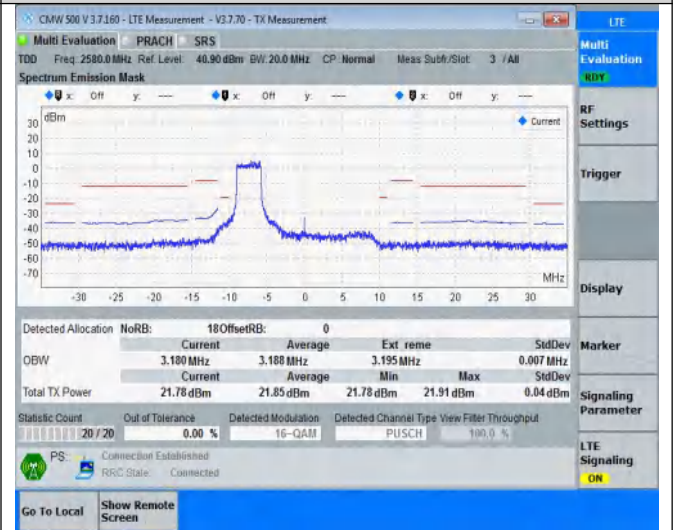 CMW 500 V 3.7.160 - LTE Measurement - V3.7.70 - TX Measurement
LTE
Multi Evaluation PRACH SRS
Multi Evaluation
RDY
TDD Freq: 2580.0 MHz Ref. Level: 40.90 dBm BW: 20.0 MHz CP: Normal Meas Subfr./Slot: 3 / All
Spectrum Emission Mask
x: Off y: --- x: Off y: --- x: Off y: ---
RF Settings
dBm
Current
30
20
10
0
-10
-20
-30
-40
-50
-60
-70
Trigger
MHz
-30 -25 -20 -15 -10 -5 0 5 10 15 20 25 30
Display
Detected Allocation NoRB: 18 OffsetRB: 0
Current Average Extreme StdDev
OBW 3.180 MHz 3.188 MHz 3.195 MHz 0.007 MHz
Marker
Current Average Min Max StdDev
Total TX Power 21.78 dBm 21.85 dBm 21.78 dBm 21.91 dBm 0.04 dBm
Signaling Parameter
Statistic Count Out of Tolerance Detected Modulation Detected Channel Type View Filter Throughput
20 / 20 0.00 % 16-QAM PUSCH 100.0 %
PS: Connection Established
RRC State: Connected
LTE Signaling
ON
Go To Local Show Remote Screen